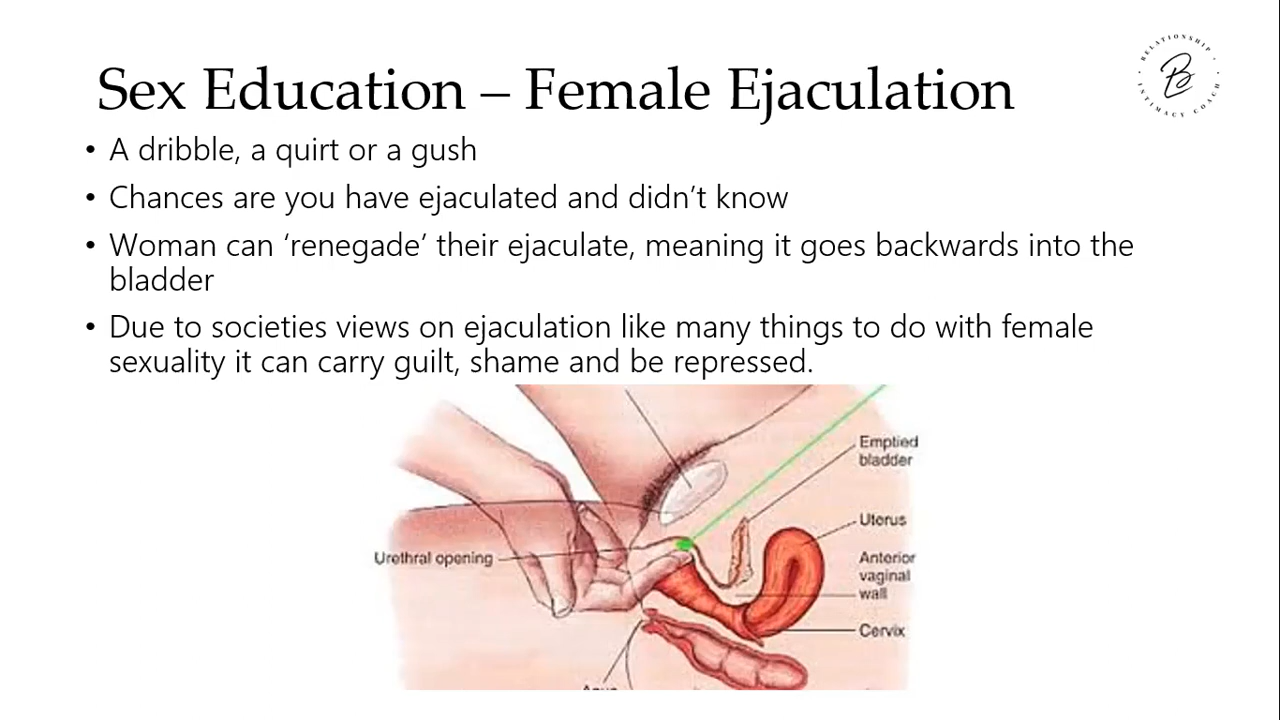 Sex Education – Female Ejaculation
RELATIONSHIP
B
INTIMACY COACH
• A dribble, a quirt or a gush
• Chances are you have ejaculated and didn’t know
• Woman can ‘renegade’ their ejaculate, meaning it goes backwards into the
bladder
• Due to societies views on ejaculation like many things to do with female
sexuality it can carry guilt, shame and be repressed.
Emptied
bladder
Uterus
Urethral opening
Anterior
vaginal
wall
Cervix